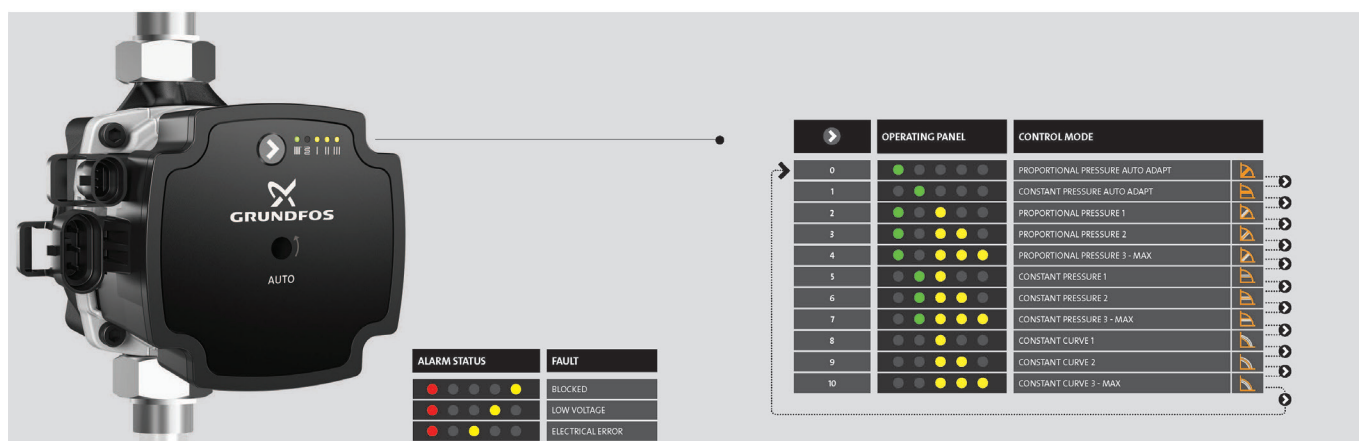 GRUNDFOS
AUTO
I II III
ALARM STATUS FAULT
BLOCKED
LOW VOLTAGE
ELECTRICAL ERROR
OPERATING PANEL CONTROL MODE
0 PROPORTIONAL PRESSURE AUTO ADAPT
1 CONSTANT PRESSURE AUTO ADAPT
2 PROPORTIONAL PRESSURE 1
3 PROPORTIONAL PRESSURE 2
4 PROPORTIONAL PRESSURE 3 - MAX
5 CONSTANT PRESSURE 1
6 CONSTANT PRESSURE 2
7 CONSTANT PRESSURE 3 - MAX
8 CONSTANT CURVE 1
9 CONSTANT CURVE 2
10 CONSTANT CURVE 3 - MAX